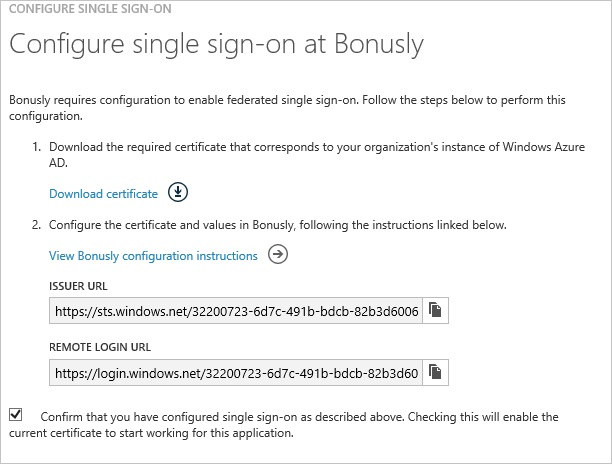 CONFIGURE SINGLE SIGN-ON
Configure single sign-on at Bonusly
Bonusly requires configuration to enable federated single sign-on. Follow the steps below to perform this
configuration.
1. Download the required certificate that corresponds to your organization's instance of Windows Azure
AD.
Download certificate
2. Configure the certificate and values in Bonusly, following the instructions linked below.
View Bonusly configuration instructions
ISSUER URL
https://sts.windows.net/32200723-6d7c-491b-bdcb-82b3d6006
REMOTE LOGIN URL
https://login.windows.net/32200723-6d7c-491b-bdcb-82b3d60
Confirm that you have configured single sign-on as described above. Checking this will enable the
current certificate to start working for this application.